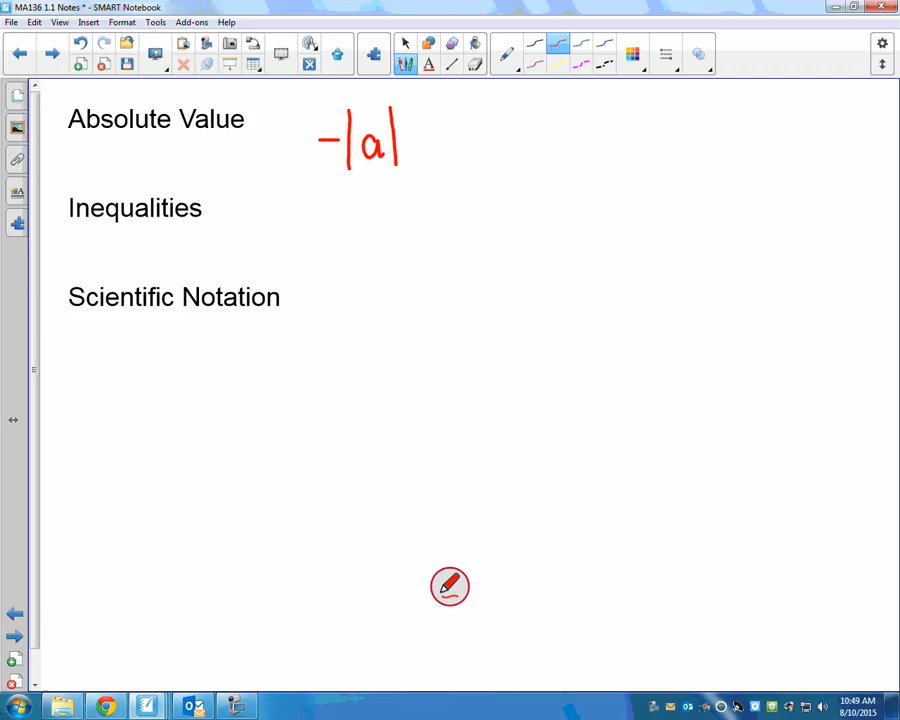 MA136 1.1 Notes * - SMART Notebook
File Edit View Insert Format Tools Add-ons Help
Absolute Value -|a|
Inequalities
Scientific Notation
10:49 AM
8/10/2015